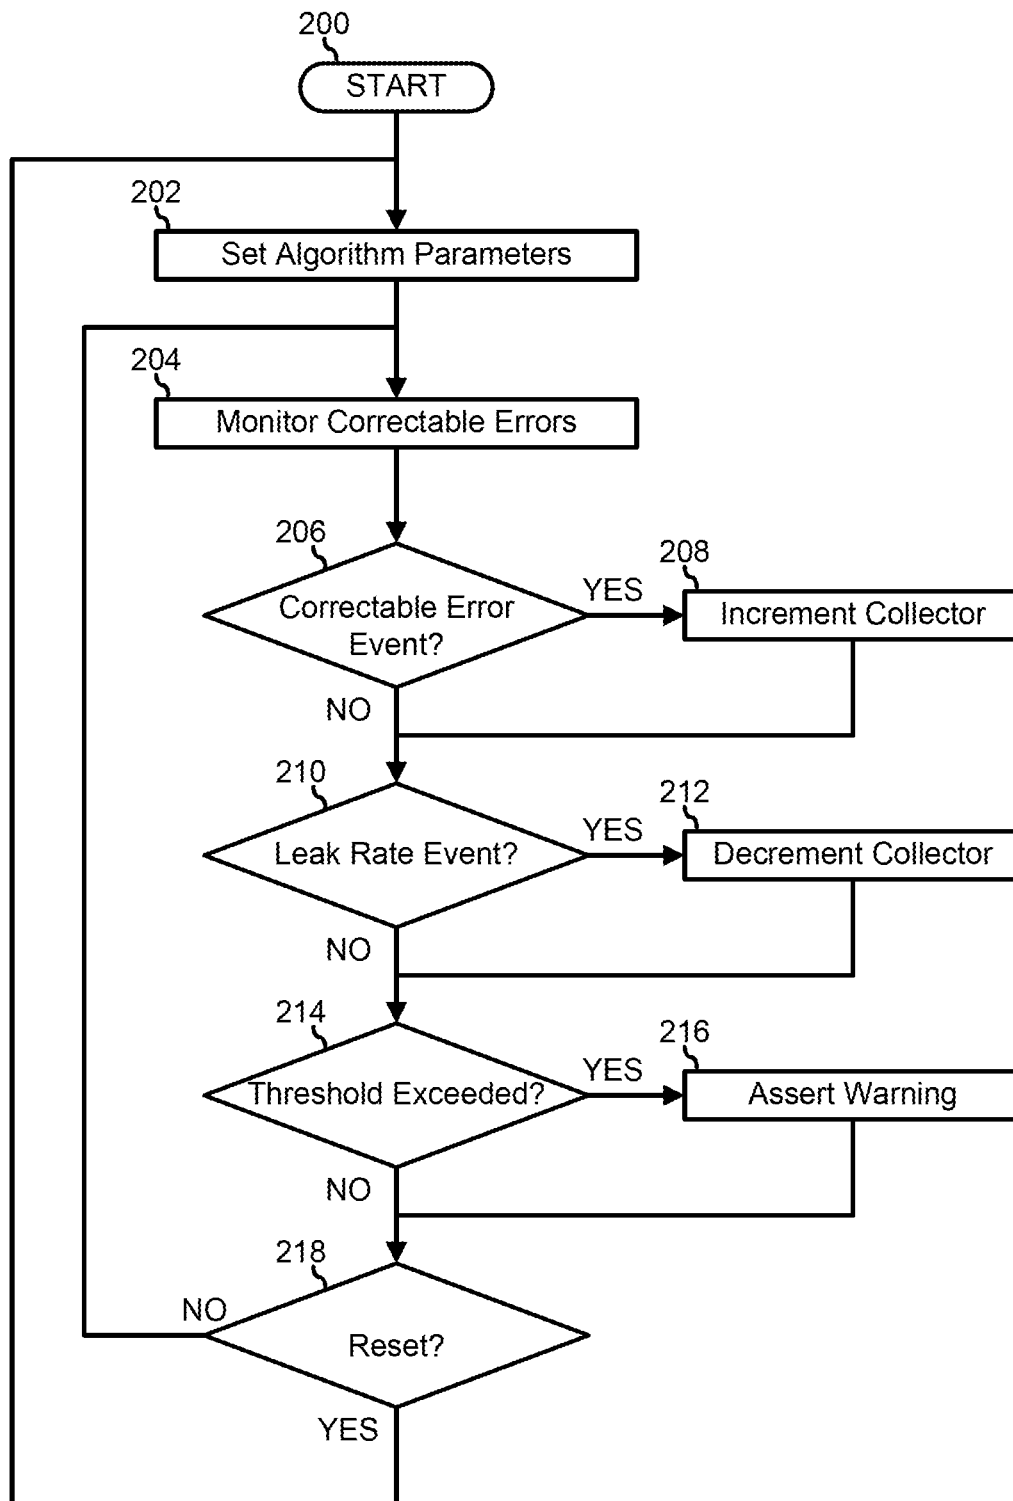 200
START
202
Set Algorithm Parameters
204
Monitor Correctable Errors
206
Correctable Error
Event?
YES
208
Increment Collector
NO
210
Leak Rate Event?
YES
212
Decrement Collector
NO
214
Threshold Exceeded?
YES
216
Assert Warning
NO
218
NO
Reset?
YES